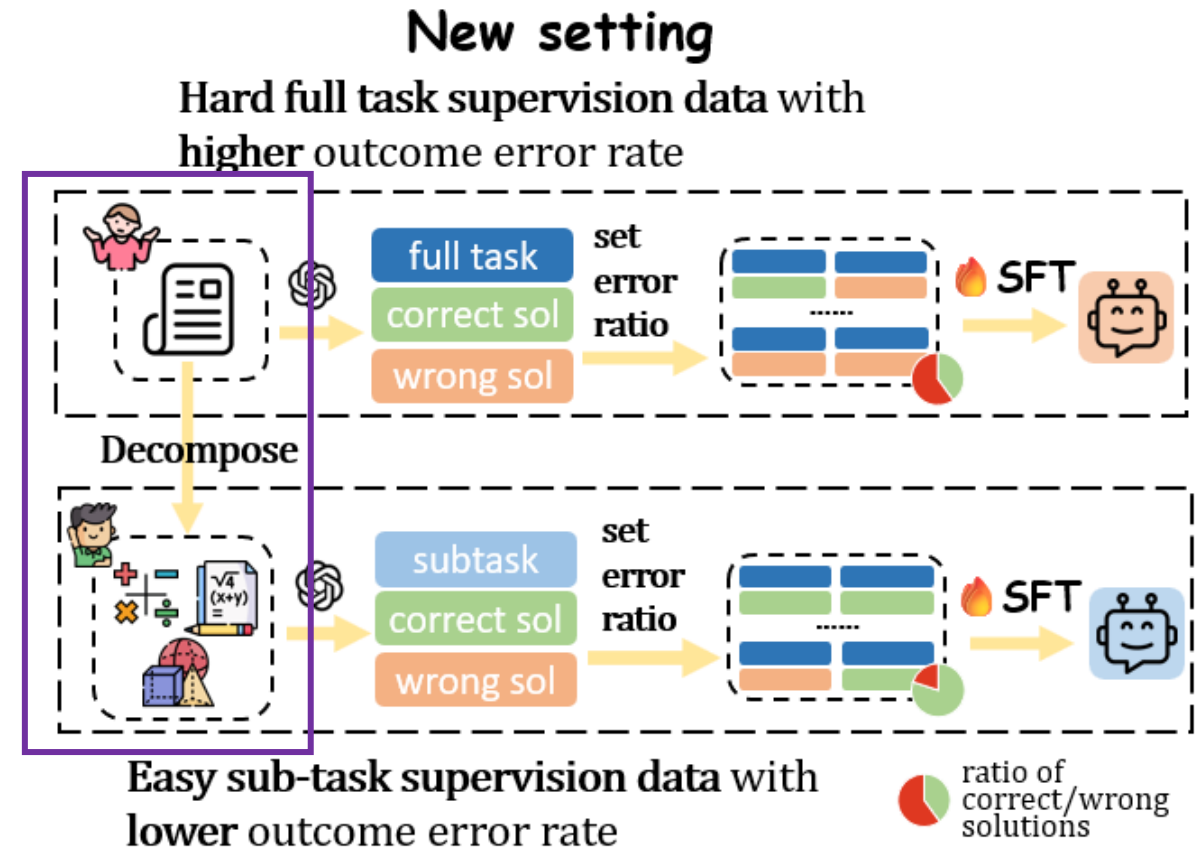 New setting
Hard full task supervision data with
higher outcome error rate
full task
correct sol
wrong sol
set
error
ratio
......
SFT
Decompose
√4
(x+y)
=
subtask
correct sol
wrong sol
set
error
ratio
......
SFT
Easy sub-task supervision data with
lower outcome error rate
ratio of
correct/wrong
solutions